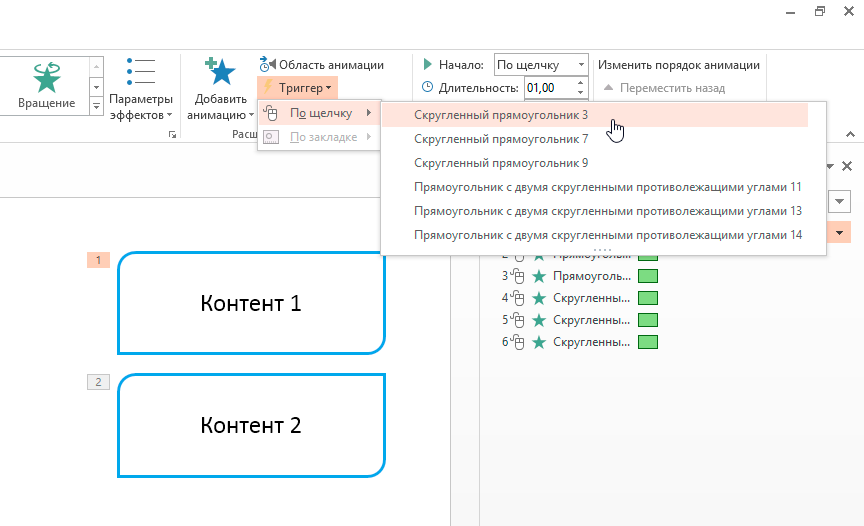 Вращение
Параметры
эффектов
Добавить
анимацию
Область анимации
Триггер
Начало: По щелчку
Длительность: 01,00
Изменить порядок анимации
Переместить назад
По щелчку
По закладке
Скругленный прямоугольник 3
Скругленный прямоугольник 7
Скругленный прямоугольник 9
Прямоугольник с двумя скругленными противолежащими углами 11
Прямоугольник с двумя скругленными противолежащими углами 13
Прямоугольник с двумя скругленными противолежащими углами 14
1
Контент 1
2
Контент 2
3 Прямоуголь...
4 Скругленны...
5 Скругленны...
6 Скругленны...